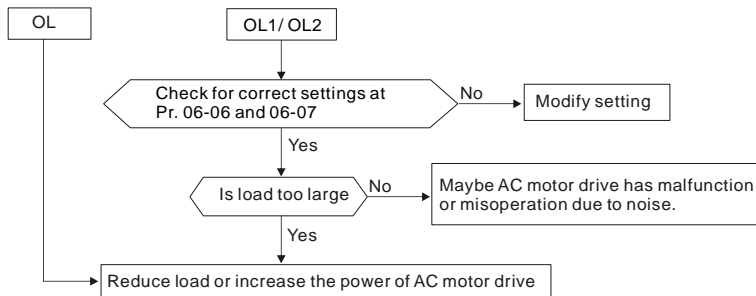 OL
OL1/ OL2
Check for correct settings at
Pr. 06-06 and 06-07
No
Modify setting
Yes
Is load too large
No
Maybe AC motor drive has malfunction
or misoperation due to noise.
Yes
Reduce load or increase the power of AC motor drive